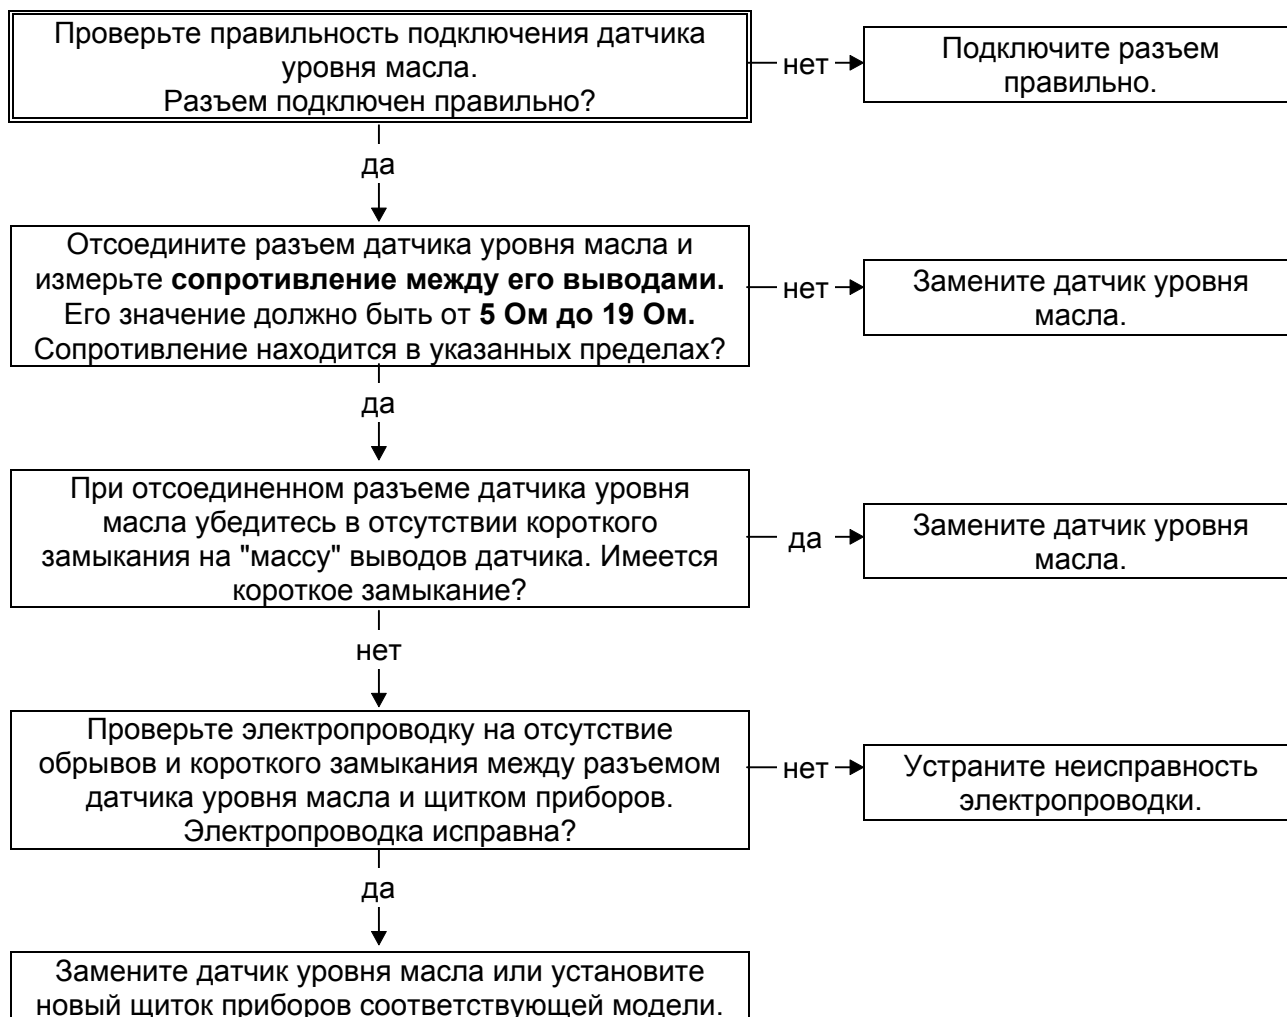 Проверьте правильность подключения датчика
уровня масла.
Разъем подключен правильно?
нет
Подключите разъем
правильно.
да
Отсоедините разъем датчика уровня масла и
измерьте сопротивление между его выводами.
Его значение должно быть от 5 Ом до 19 Ом.
Сопротивление находится в указанных пределах?
нет
Замените датчик уровня
масла.
да
При отсоединенном разъеме датчика уровня
масла убедитесь в отсутствии короткого
замыкания на "массу" выводов датчика. Имеется
короткое замыкание?
да
Замените датчик уровня
масла.
нет
Проверьте электропроводку на отсутствие
обрывов и короткого замыкания между разъемом
датчика уровня масла и щитком приборов.
Электропроводка исправна?
нет
Устраните неисправность
электропроводки.
да
Замените датчик уровня масла или установите
новый щиток приборов соответствующей модели.